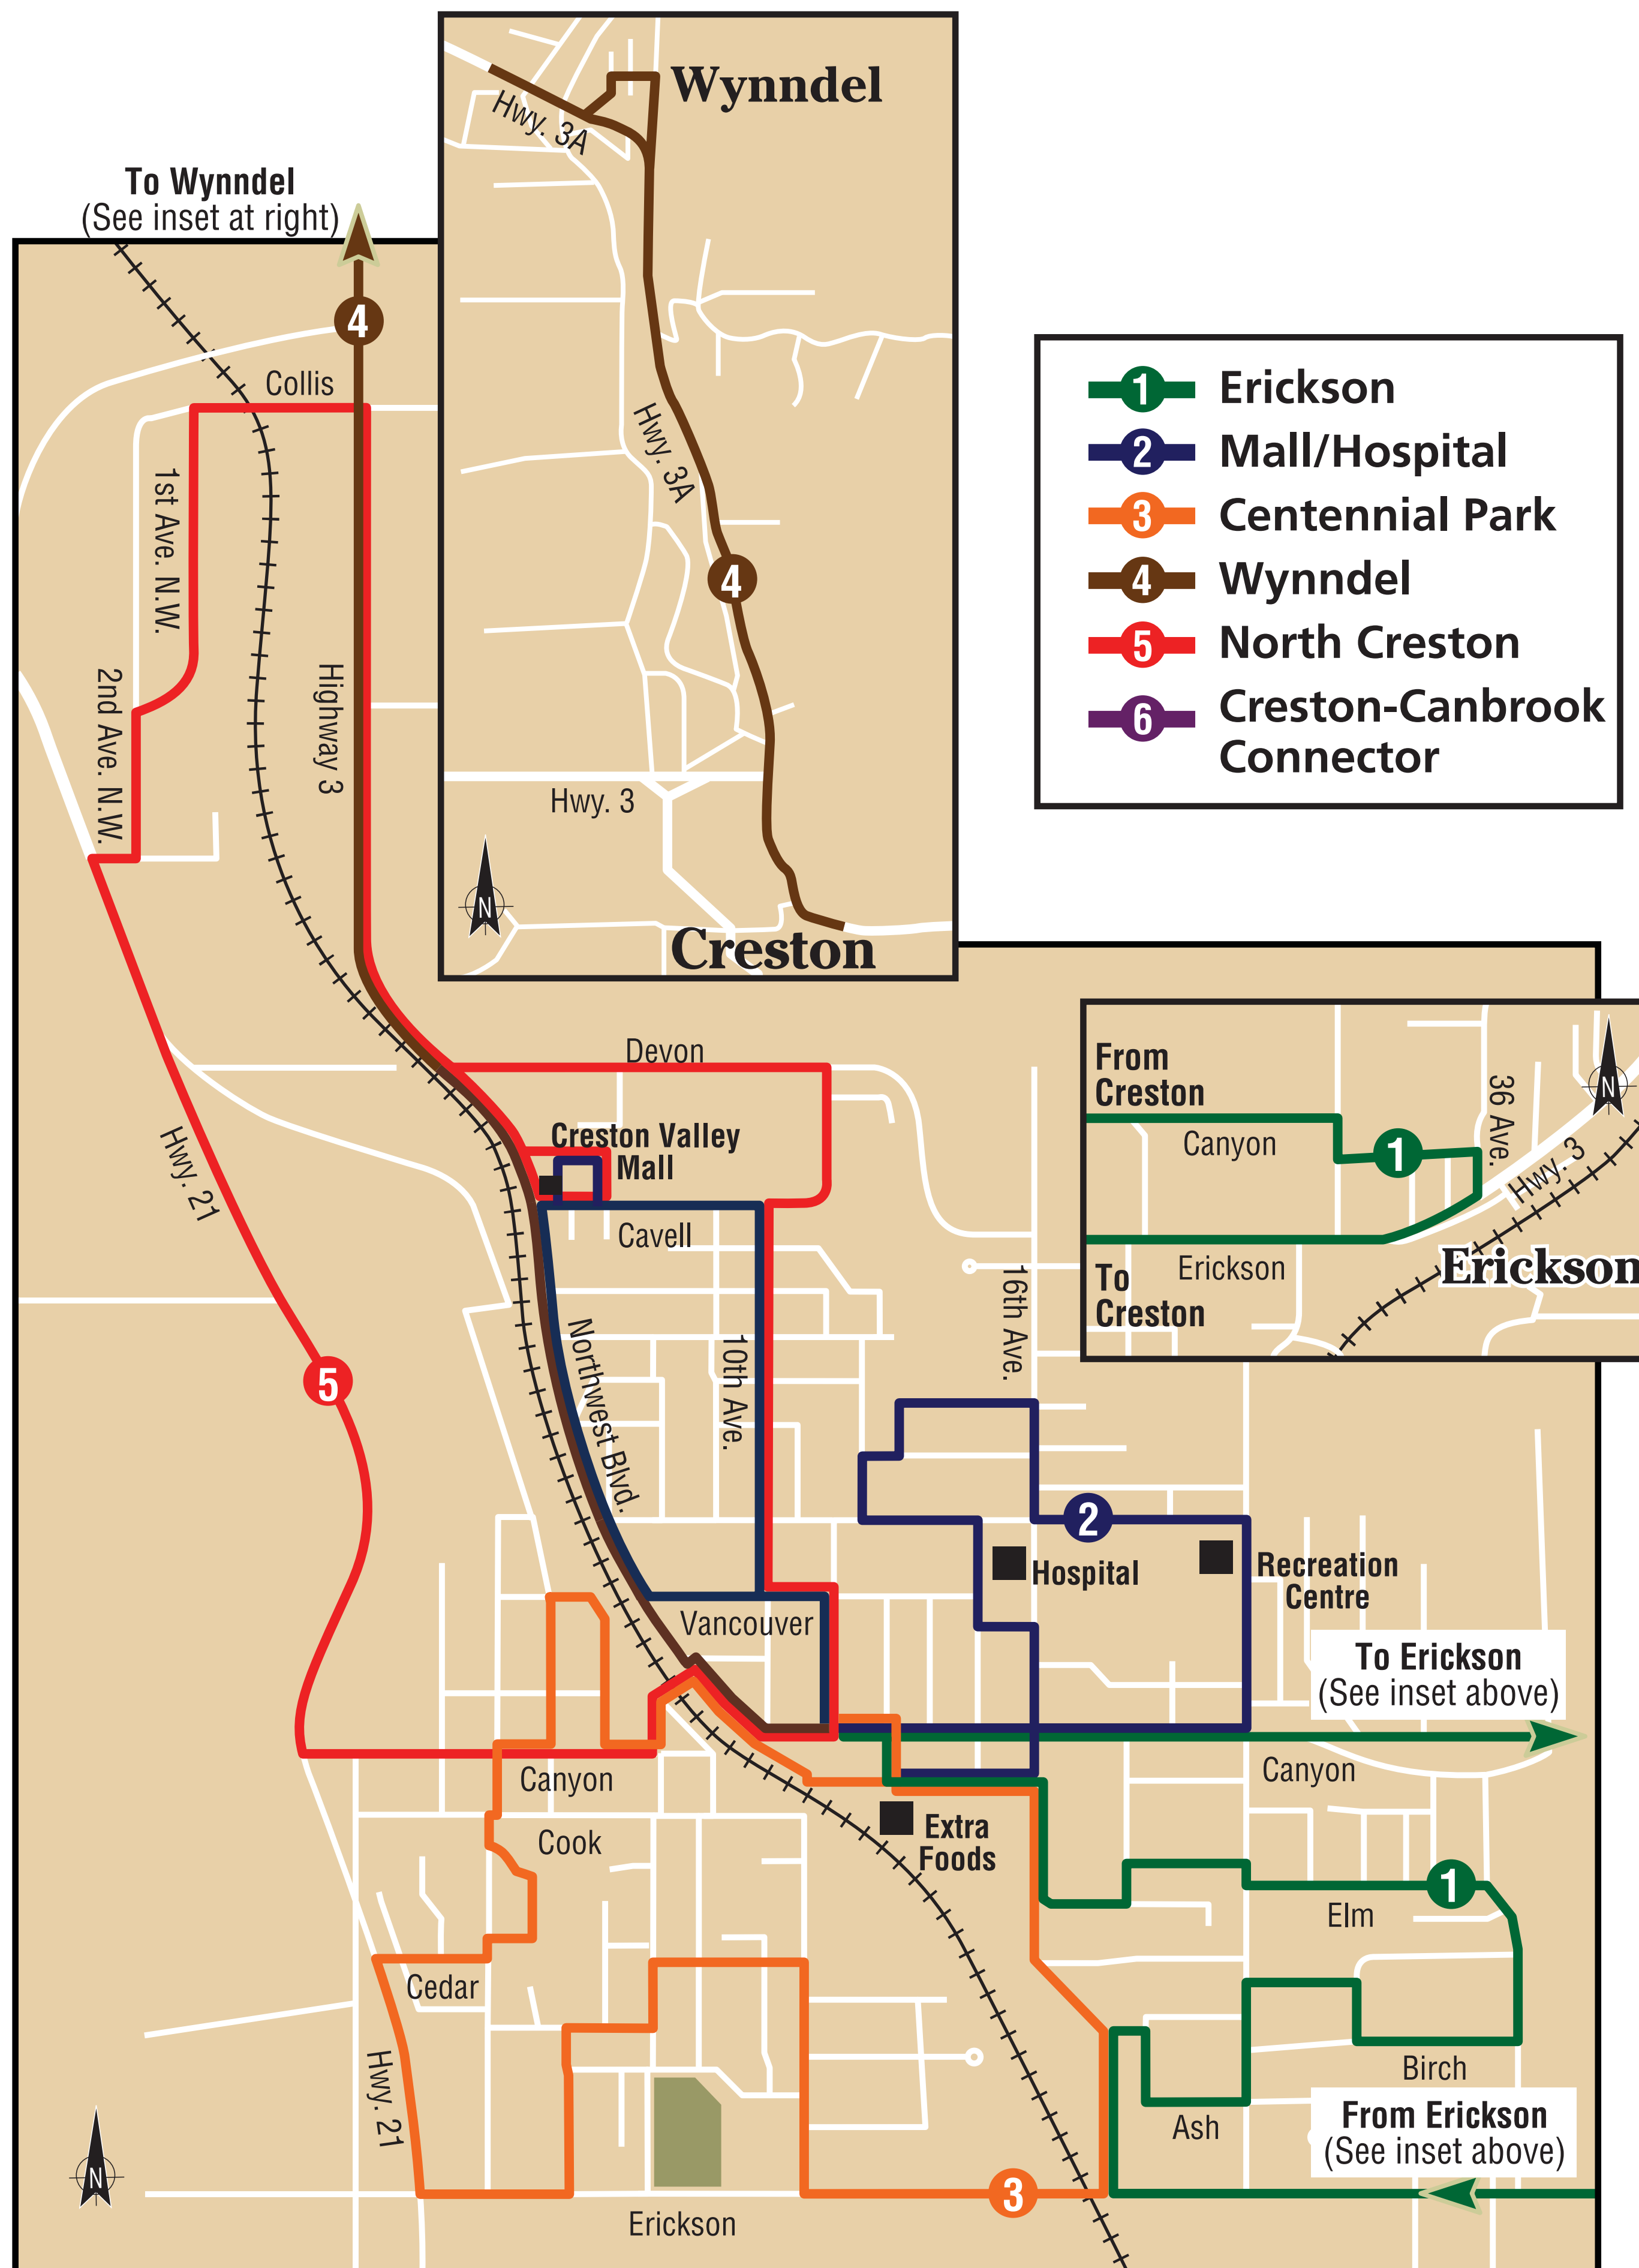 Wynndel
Hwy. 3A
To Wynndel
(See inset at right)
4
Collis
1st Ave. N.W.
2nd Ave. N.W.
Highway 3
Hwy. 3A
4
Hwy. 3
N
Creston
1 Erickson
2 Mall/Hospital
3 Centennial Park
4 Wynndel
5 North Creston
6 Creston-Canbrook
Connector
From
Creston
Canyon
1
36 Ave.
Hwy. 3
N
Erickson
To
Creston
Erickson
Devon
Creston Valley
Mall
Cavell
Hwy. 21
5
Northwest Blvd.
10th Ave.
16th Ave.
2
Hospital
Recreation
Centre
Vancouver
To Erickson
(See inset above)
Canyon
Canyon
Cook
Extra
Foods
1
Elm
Cedar
Birch
Ash
Hwy. 21
From Erickson
(See inset above)
N
3
Erickson